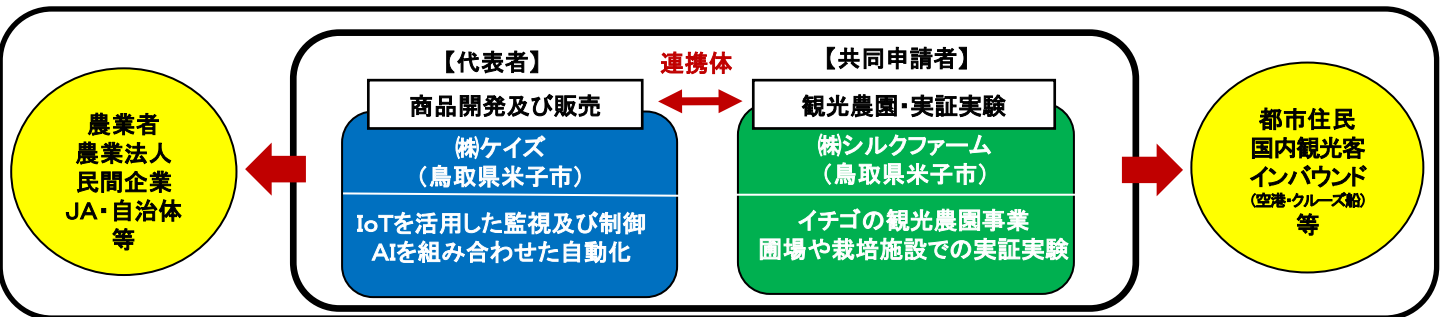 農業者
農業法人
民間企業
JA・自治体
等
【代表者】
商品開発及び販売
㈱ケイズ
（鳥取県米子市）
IoTを活用した監視及び制御
AIを組み合わせた自動化
連携体
【共同申請者】
観光農園・実証実験
㈱シルクファーム
（鳥取県米子市）
イチゴの観光農園事業
圃場や栽培施設での実証実験
都市住民
国内観光客
インバウンド
（空港・クルーズ船）
等